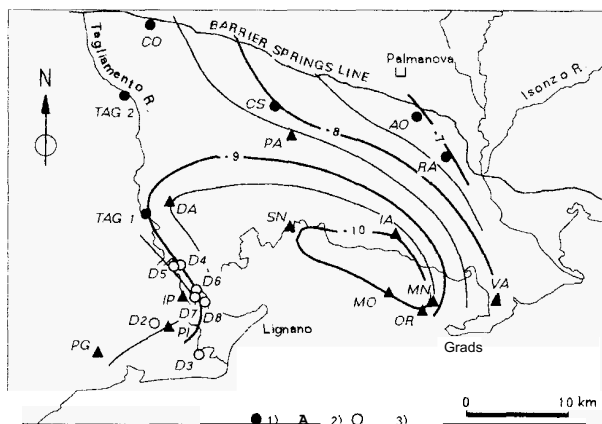 BARRIER SPRINGS LINE
Tagliamento R.
CO
Palmanova
Isonzo R.
N
TAG 2
CS
-8
AO
-7
PA
RA
-9
TAG 1
DA
SN
-10
IA
D5
D4
D6
IP
D7
D8
MO
MN
VA
OR
D2
PI
Lignano
PG
D3
Grads
0 10 km
1) 2) 3)